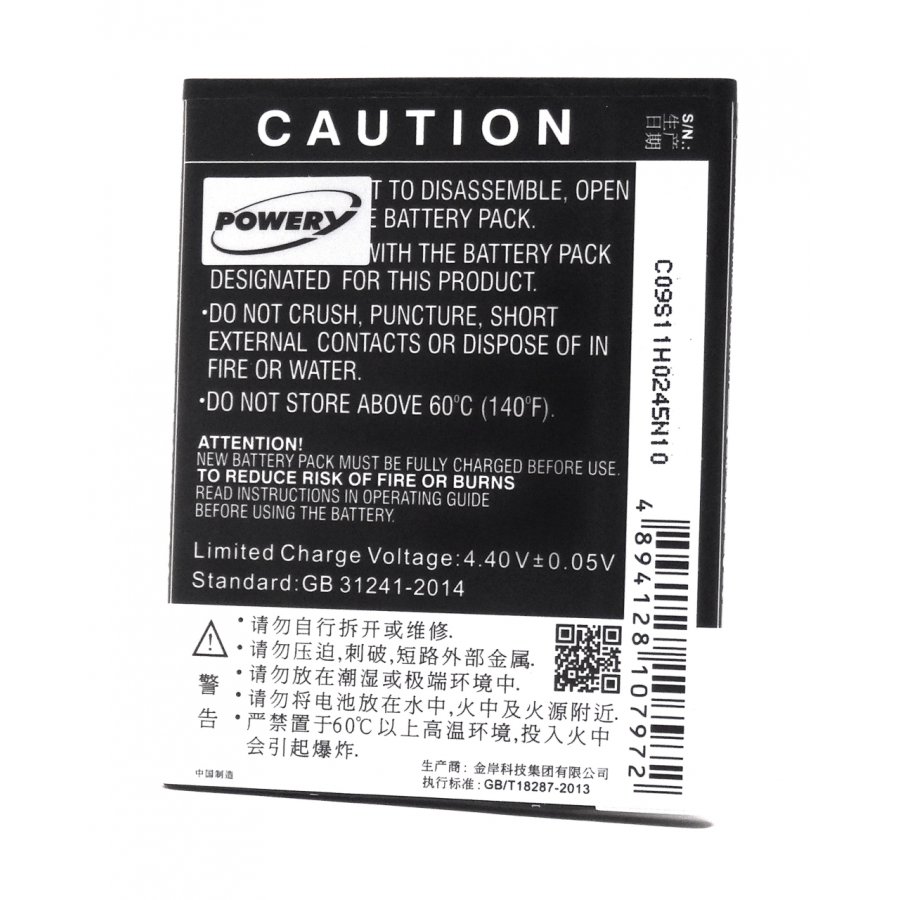 CAUTION
S/N.:
生产
日期
POWERY
T TO DISASSEMBLE, OPEN
E BATTERY PACK.
WITH THE BATTERY PACK
DESIGNATED FOR THIS PRODUCT.
•DO NOT CRUSH, PUNCTURE, SHORT
EXTERNAL CONTACTS OR DISPOSE OF IN
FIRE OR WATER.
•DO NOT STORE ABOVE 60°C (140°F).
ATTENTION!
NEW BATTERY PACK MUST BE FULLY CHARGED BEFORE USE.
TO REDUCE RISK OF FIRE OR BURNS
READ INSTRUCTIONS IN OPERATING GUIDE
BEFORE USING THE BATTERY.
Limited Charge Voltage:4.40V±0.05V
Standard:GB 31241-2014
C09S11H0245N10
4 894128 107972
警
告
•请勿自行拆开或维修.
•请勿压迫,刺破,短路外部金属.
•请勿放在潮湿或极端环境中.
•请勿将电池放在水中,火中及火源附近.
•严禁置于60℃以上高温环境,投入火中
会引起爆炸.
中国制造
生产商: 金岸科技集团有限公司
执行标准: GB/T18287-2013